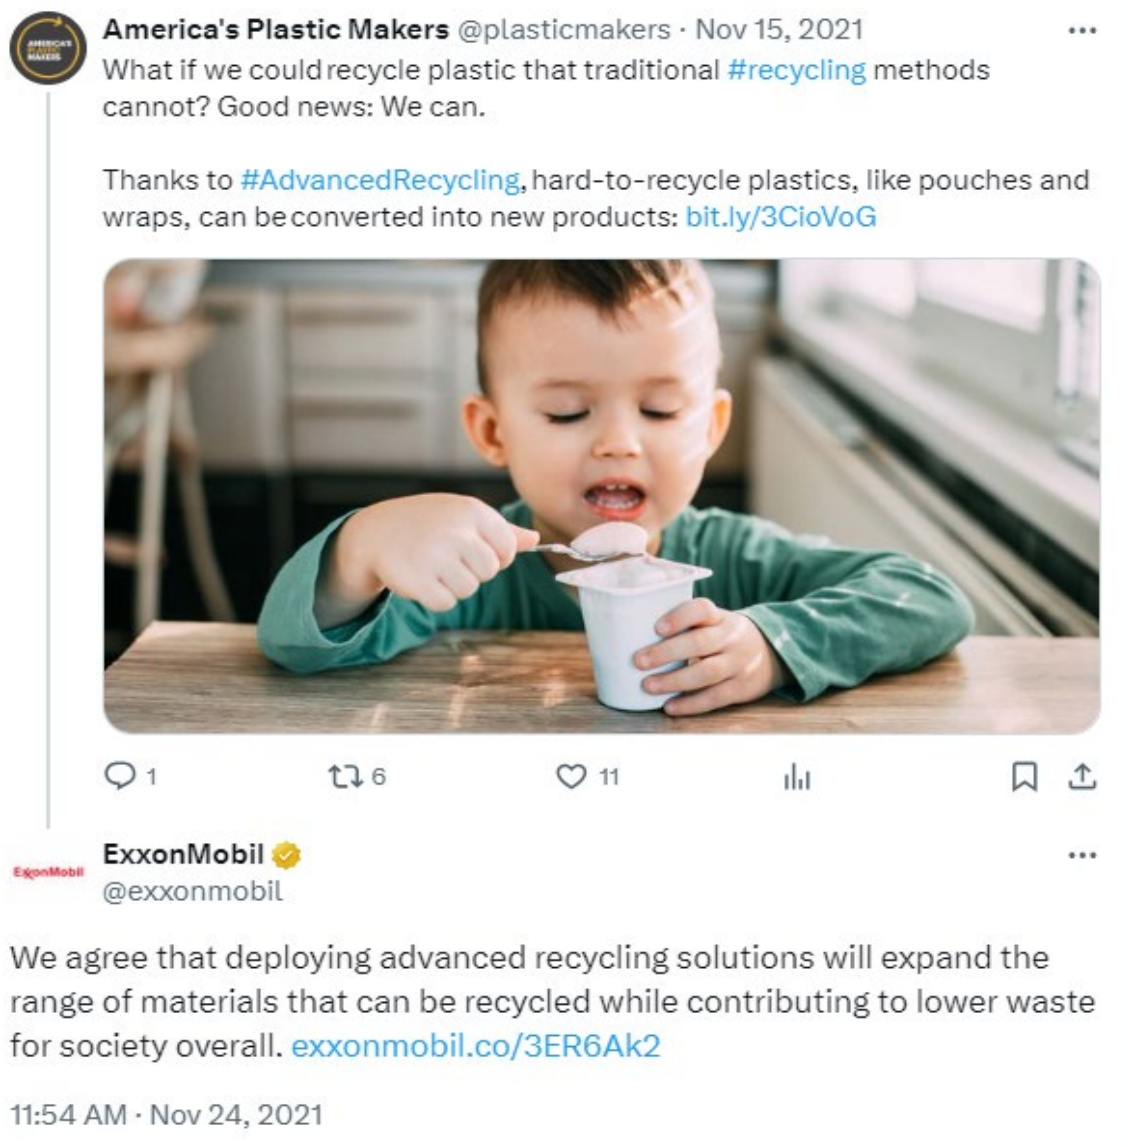 America's Plastic Makers @plasticmakers · Nov 15, 2021
AMERICA'S
PLASTIC
MAKERS
What if we could recycle plastic that traditional #recycling methods
cannot? Good news: We can.
Thanks to #AdvancedRecycling, hard-to-recycle plastics, like pouches and
wraps, can be converted into new products: bit.ly/3CioVoG
1 6 11
ExxonMobil
ExxonMobil
@exxonmobil
We agree that deploying advanced recycling solutions will expand the
range of materials that can be recycled while contributing to lower waste
for society overall. exxonmobil.co/3ER6Ak2
11:54 AM · Nov 24, 2021